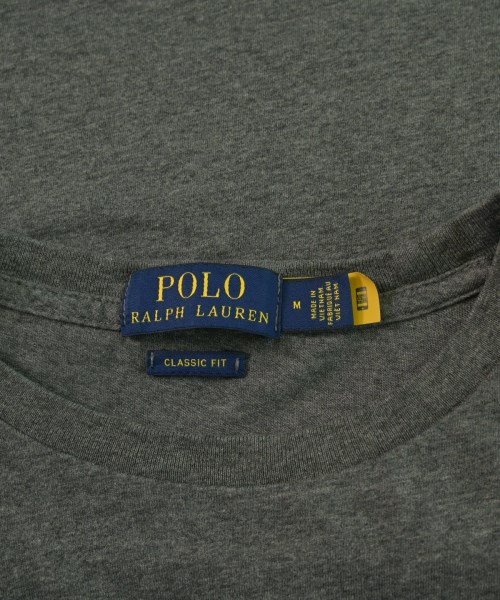 POLO
RALPH LAUREN
M
MADE IN
VIETNAM
FABRIQUÉ AU
VIET NAM
CLASSIC FIT